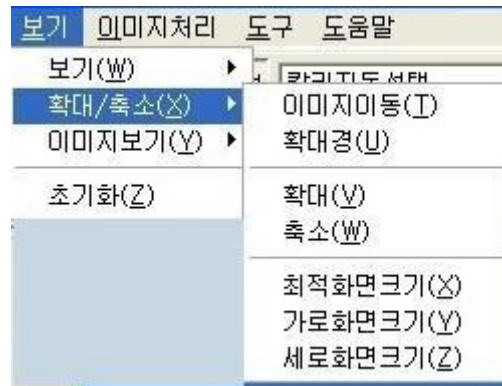 보기 이미지처리 도구 도움말
보기(W)
확대/축소(X)
이미지보기(Y)
초기화(Z)
이미지이동(T)
확대경(U)
확대(V)
축소(W)
최적화면크기(X)
가로화면크기(Y)
세로화면크기(Z)